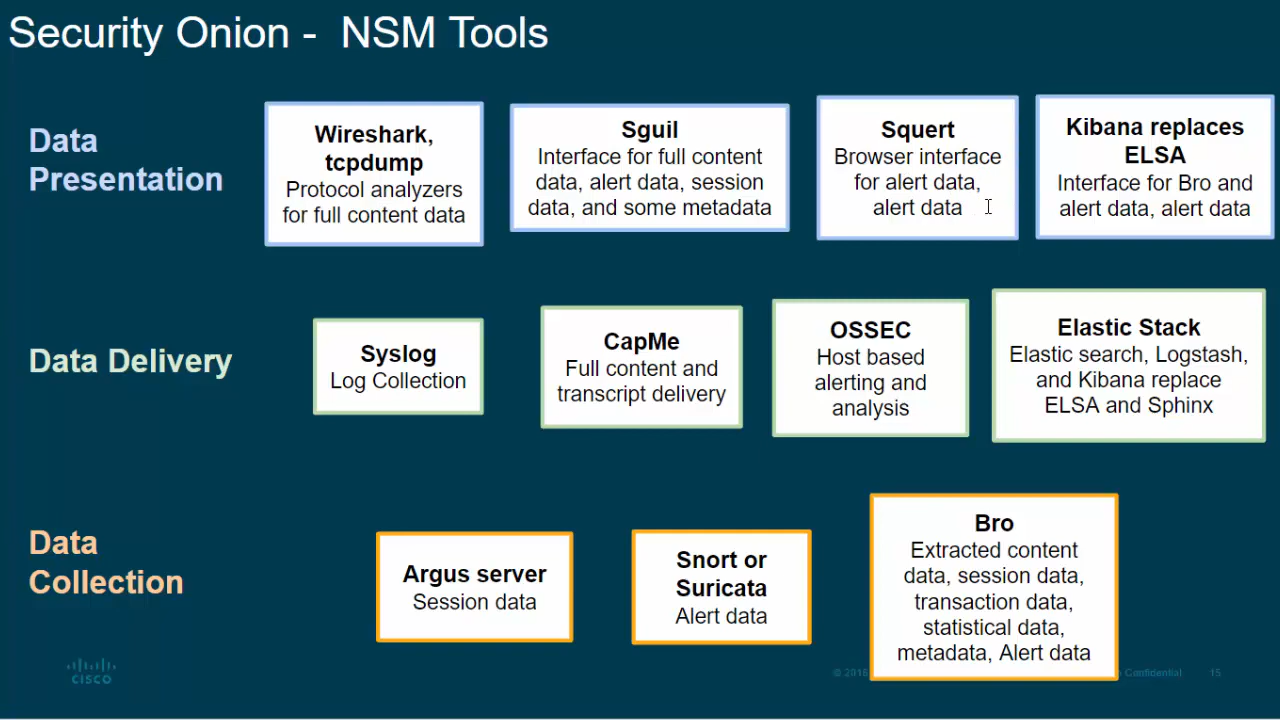 Security Onion -  NSM Tools
Data
Presentation
Wireshark,
tcpdump
Protocol analyzers
for full content data
Sguil
Interface for full content
data, alert data, session
data, and some metadata
Squert
Browser interface
for alert data,
alert data
Kibana replaces
ELSA
Interface for Bro and
alert data, alert data
Data Delivery
Syslog
Log Collection
CapMe
Full content and
transcript delivery
OSSEC
Host based
alerting and
analysis
Elastic Stack
Elastic search, Logstash,
and Kibana replace
ELSA and Sphinx
Data
Collection
Argus server
Session data
Snort or
Suricata
Alert data
Bro
Extracted content
data, session data,
transaction data,
statistical data,
metadata, Alert data
cisco
© 2016
Confidential
15